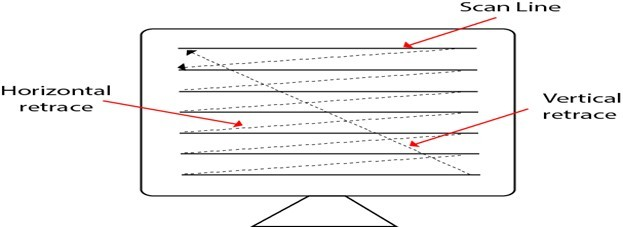 Scan Line
Horizontal
retrace
Vertical
retrace